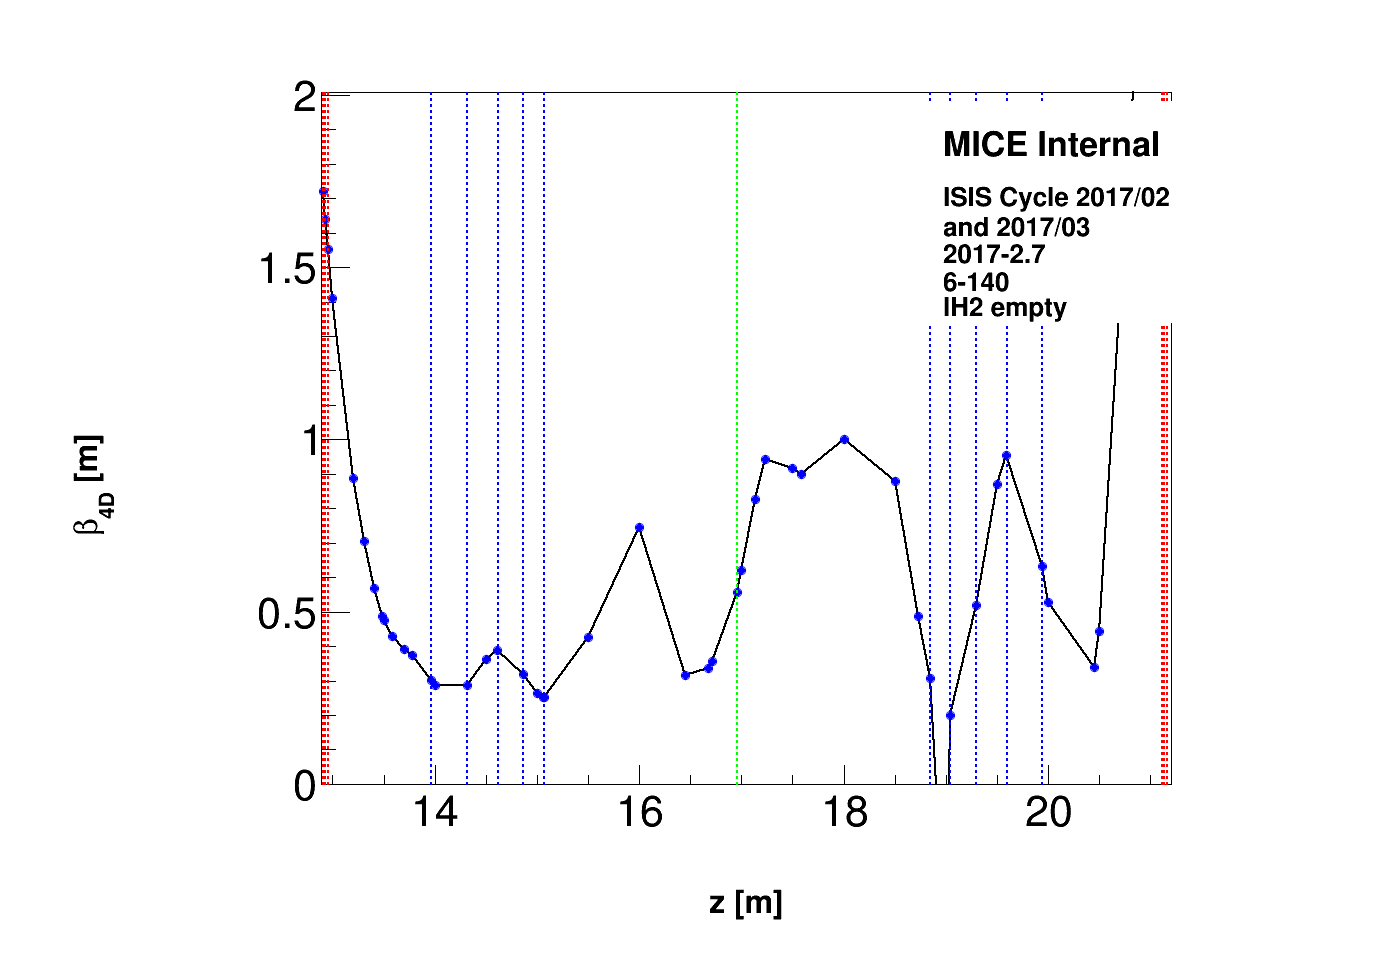 2
1.5
1
0.5
0
14 16 18 20
β4D [m]
z [m]
MICE Internal
ISIS Cycle 2017/02
and 2017/03
2017-2.7
6-140
lH2 empty